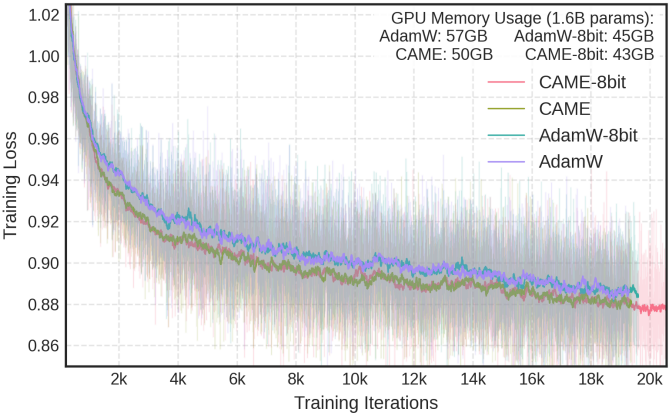 GPU Memory Usage (1.6B params):
AdamW: 57GB AdamW-8bit: 45GB
CAME: 50GB CAME-8bit: 43GB
CAME-8bit
CAME
AdamW-8bit
AdamW
1.02
1.00
0.98
0.96
0.94
0.92
0.90
0.88
0.86
Training Loss
2k 4k 6k 8k 10k 12k 14k 16k 18k 20k
Training Iterations